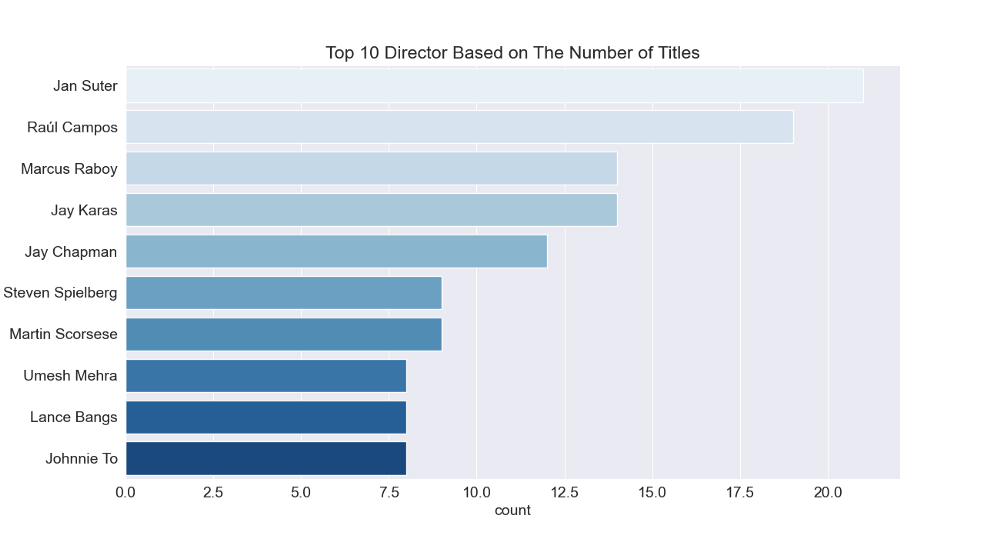 Top 10 Director Based on The Number of Titles
Jan Suter
Raúl Campos
Marcus Raboy
Jay Karas
Jay Chapman
Steven Spielberg
Martin Scorsese
Umesh Mehra
Lance Bangs
Johnnie To
0.0 2.5 5.0 7.5 10.0 12.5 15.0 17.5 20.0
count